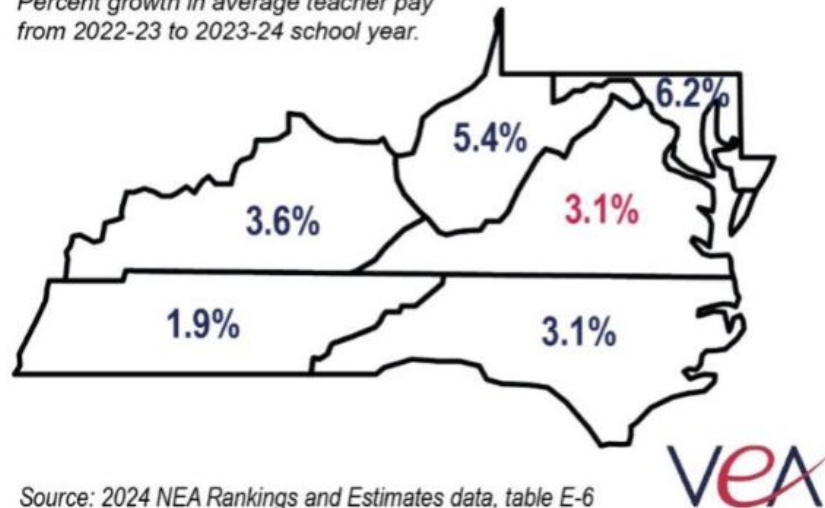 Percent growth in average teacher pay
from 2022-23 to 2023-24 school year.
6.2%
5.4%
3.6%
3.1%
1.9%
3.1%
Source: 2024 NEA Rankings and Estimates data, table E-6
VEA